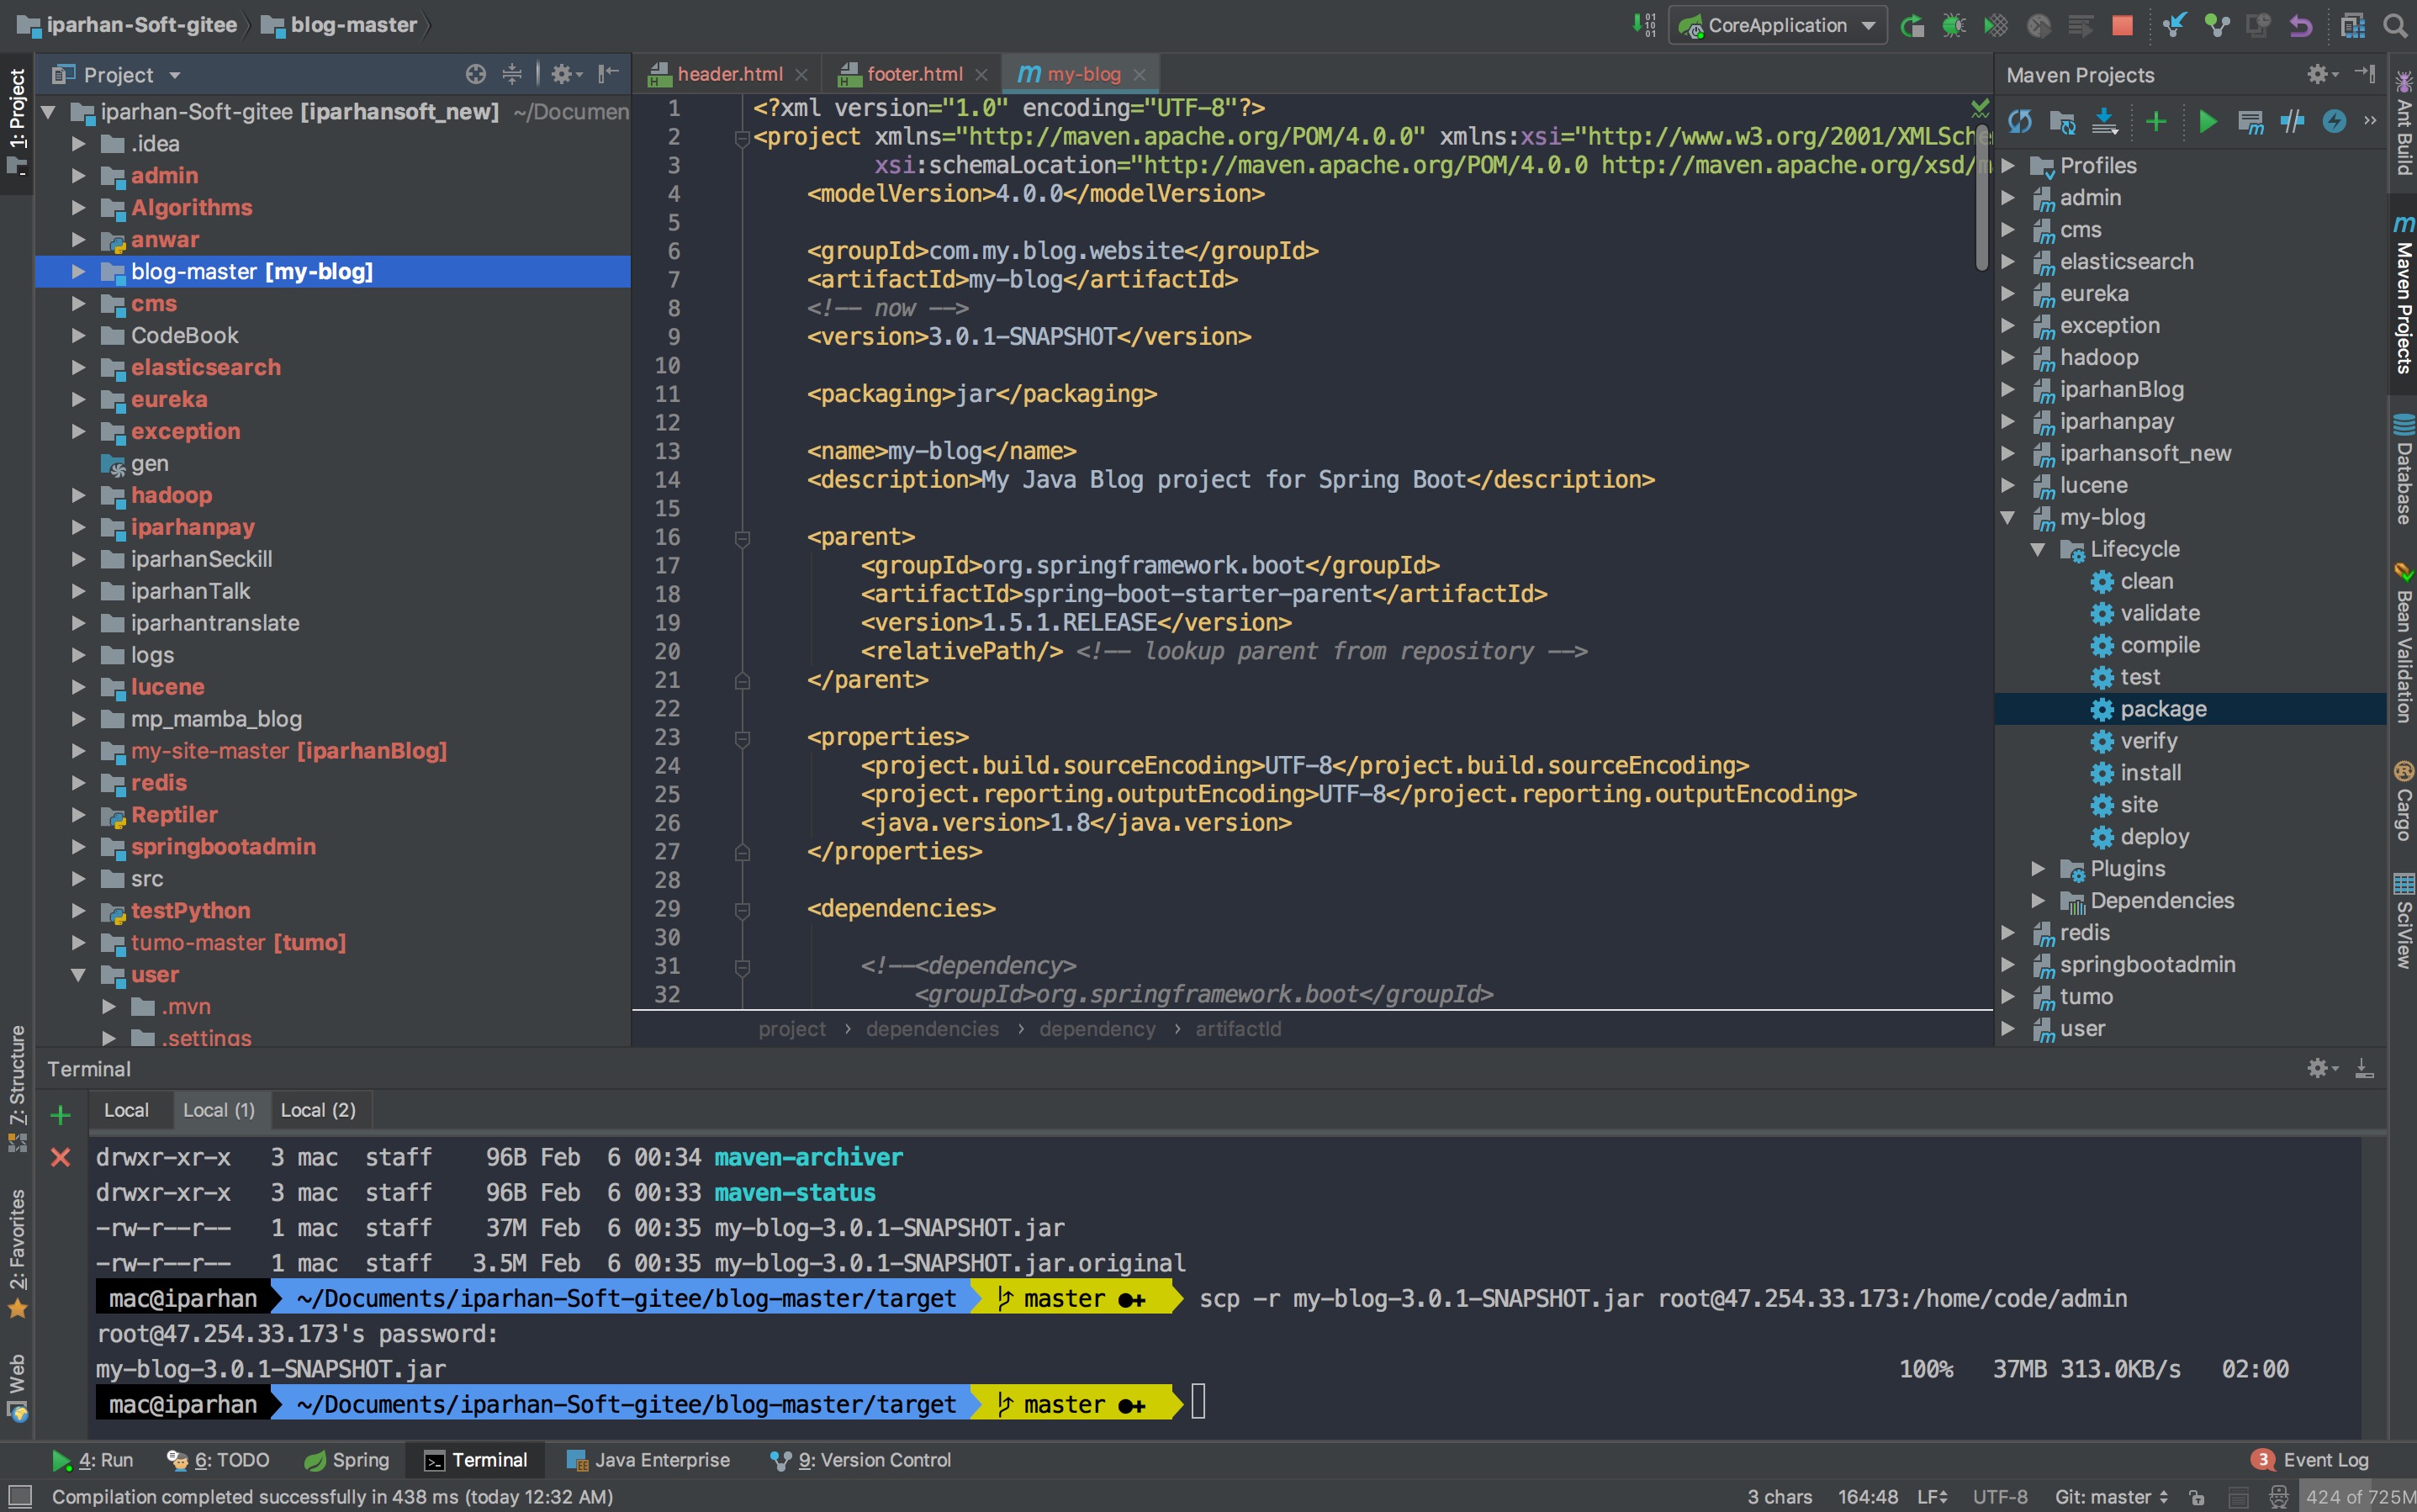 iparhan-Soft-gitee blog-master
CoreApplication
1: Project
Project
iparhan-Soft-gitee [iparhansoft_new] ~/Documen
.idea
admin
Algorithms
anwar
blog-master [my-blog]
cms
CodeBook
elasticsearch
eureka
exception
gen
hadoop
iparhanpay
iparhanSeckill
iparhanTalk
iparhantranslate
logs
lucene
mp_mamba_blog
my-site-master [iparhanBlog]
redis
Reptiler
springbootadmin
src
testPython
tumo-master [tumo]
user
.mvn
.settings
header.html footer.html my-blog
1 <?xml version="1.0" encoding="UTF-8"?>
2 <project xmlns="http://maven.apache.org/POM/4.0.0" xmlns:xsi="http://www.w3.org/2001/XMLSche
3 xsi:schemaLocation="http://maven.apache.org/POM/4.0.0 http://maven.apache.org/xsd/m
4 <modelVersion>4.0.0</modelVersion>
5
6 <groupId>com.my.blog.website</groupId>
7 <artifactId>my-blog</artifactId>
8 <!-- now -->
9 <version>3.0.1-SNAPSHOT</version>
10
11 <packaging>jar</packaging>
12
13 <name>my-blog</name>
14 <description>My Java Blog project for Spring Boot</description>
15
16 <parent>
17 <groupId>org.springframework.boot</groupId>
18 <artifactId>spring-boot-starter-parent</artifactId>
19 <version>1.5.1.RELEASE</version>
20 <relativePath/> <!-- lookup parent from repository -->
21 </parent>
22
23 <properties>
24 <project.build.sourceEncoding>UTF-8</project.build.sourceEncoding>
25 <project.reporting.outputEncoding>UTF-8</project.reporting.outputEncoding>
26 <java.version>1.8</java.version>
27 </properties>
28
29 <dependencies>
30
31 <!--<dependency>
32 <groupId>org.springframework.boot</groupId>
project › dependencies › dependency › artifactId
Maven Projects
Profiles
admin
cms
elasticsearch
eureka
exception
hadoop
iparhanBlog
iparhanpay
iparhansoft_new
lucene
my-blog
Lifecycle
clean
validate
compile
test
package
verify
install
site
deploy
Plugins
Dependencies
redis
springbootadmin
tumo
user
Ant Build
Maven Projects
Database
Bean Validation
Cargo
SciView
7: Structure
2: Favorites
Web
Terminal
Local Local (1) Local (2)
drwxr-xr-x 3 mac staff 96B Feb 6 00:34 maven-archiver
drwxr-xr-x 3 mac staff 96B Feb 6 00:33 maven-status
-rw-r--r-- 1 mac staff 37M Feb 6 00:35 my-blog-3.0.1-SNAPSHOT.jar
-rw-r--r-- 1 mac staff 3.5M Feb 6 00:35 my-blog-3.0.1-SNAPSHOT.jar.original
mac@iparhan ~/Documents/iparhan-Soft-gitee/blog-master/target master ●+ scp -r my-blog-3.0.1-SNAPSHOT.jar root@47.254.33.173:/home/code/admin
root@47.254.33.173's password:
my-blog-3.0.1-SNAPSHOT.jar 100% 37MB 313.0KB/s 02:00
mac@iparhan ~/Documents/iparhan-Soft-gitee/blog-master/target master ●+
4: Run 6: TODO Spring Terminal Java Enterprise 9: Version Control 3 Event Log
Compilation completed successfully in 438 ms (today 12:32 AM) 3 chars 164:48 LF UTF-8 Git: master 424 of 725M